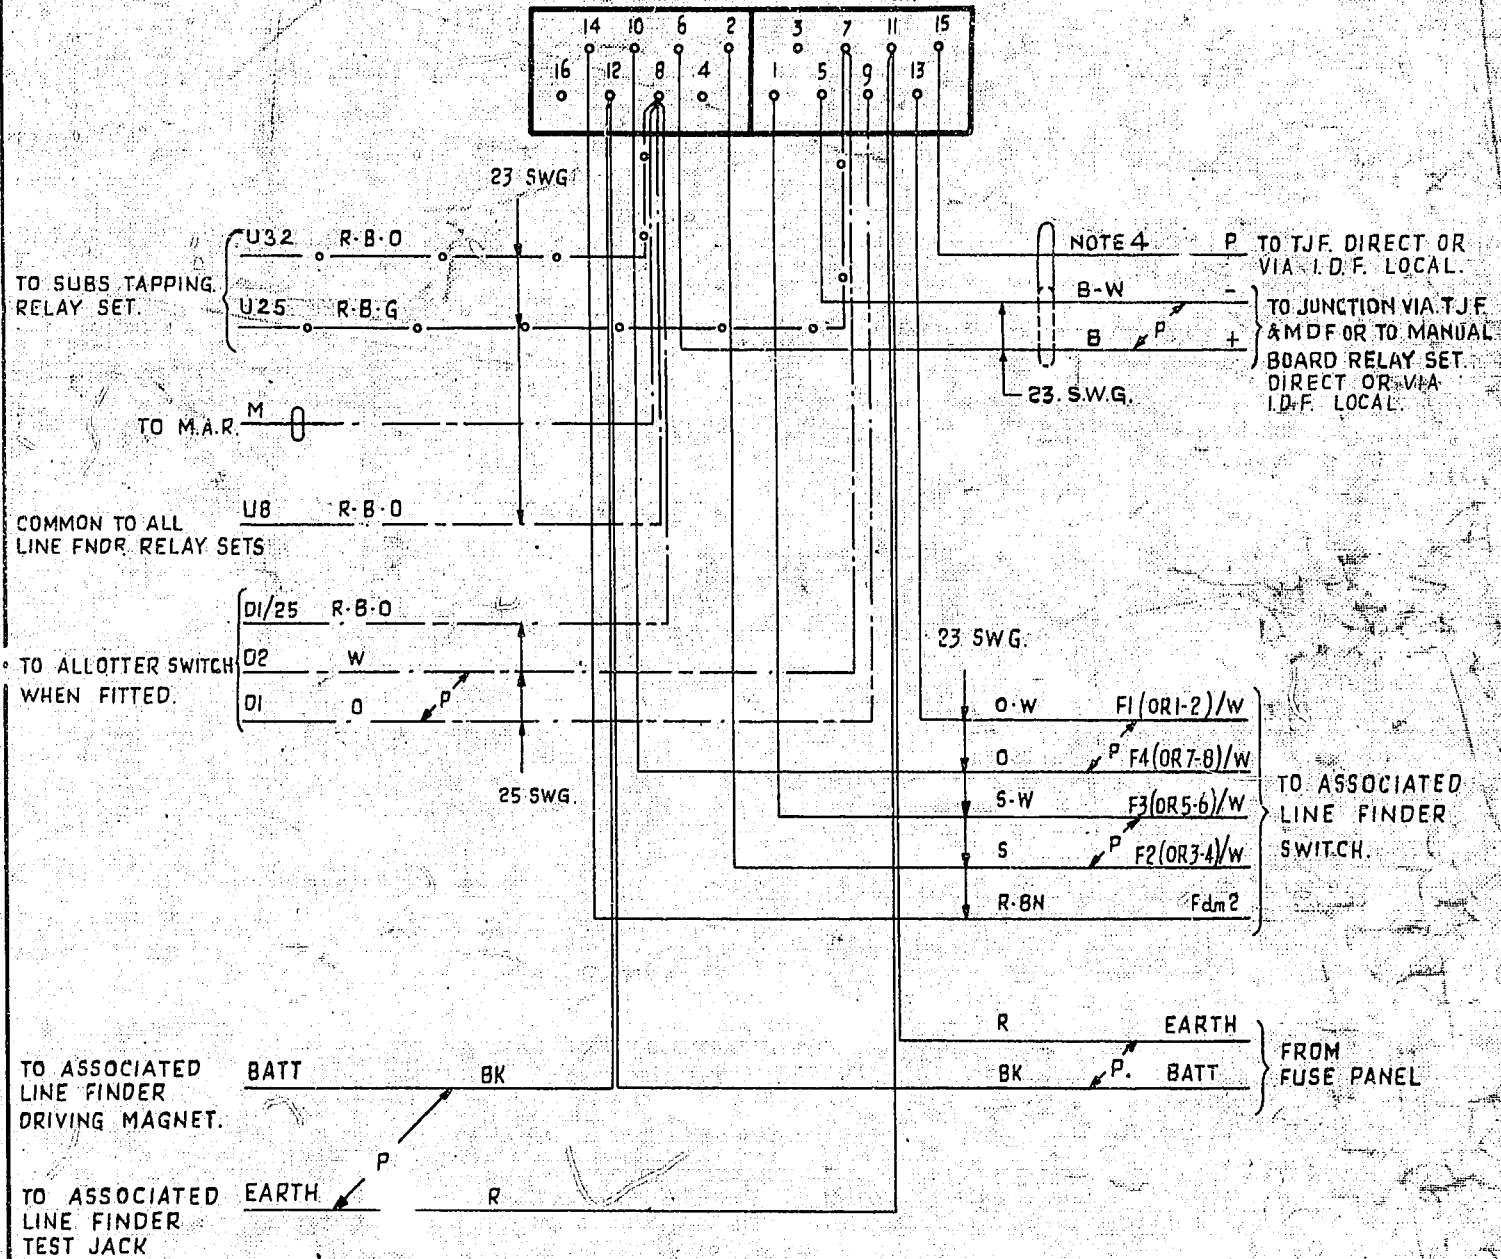 14 10 6 2 3 7 11 15
16 12 8 4 1 5 9 13
23 SWG
U32 R-B-O
TO SUBS TAPPING.
RELAY SET.
U25 R-B-G
TO M.A.R. M
U8 R-B-O
COMMON TO ALL
LINE FNDR. RELAY SETS
D1/25 R-B-O
TO ALLOTTER SWITCH
WHEN FITTED.
D2 W
D1 O
P
25 SWG.
NOTE 4 P
TO T.J.F. DIRECT OR
VIA I.D.F. LOCAL.
B-W -
B +
P
TO JUNCTION VIA T.J.F.
& MDF OR TO MANUAL
BOARD RELAY SET.
DIRECT OR VIA
I.D.F. LOCAL.
23. S.W.G.
23 SWG.
O-W F1(OR1-2)/W
O P F4(OR7-8)/W
S-W F3(OR5-6)/W
S P F2(OR3-4)/W
R-BN Fdm2
TO ASSOCIATED
LINE FINDER
SWITCH.
R EARTH
BK P. BATT
FROM
FUSE PANEL
TO ASSOCIATED
LINE FINDER
DRIVING MAGNET.
BATT BK
P
TO ASSOCIATED
LINE FINDER
TEST JACK
EARTH R